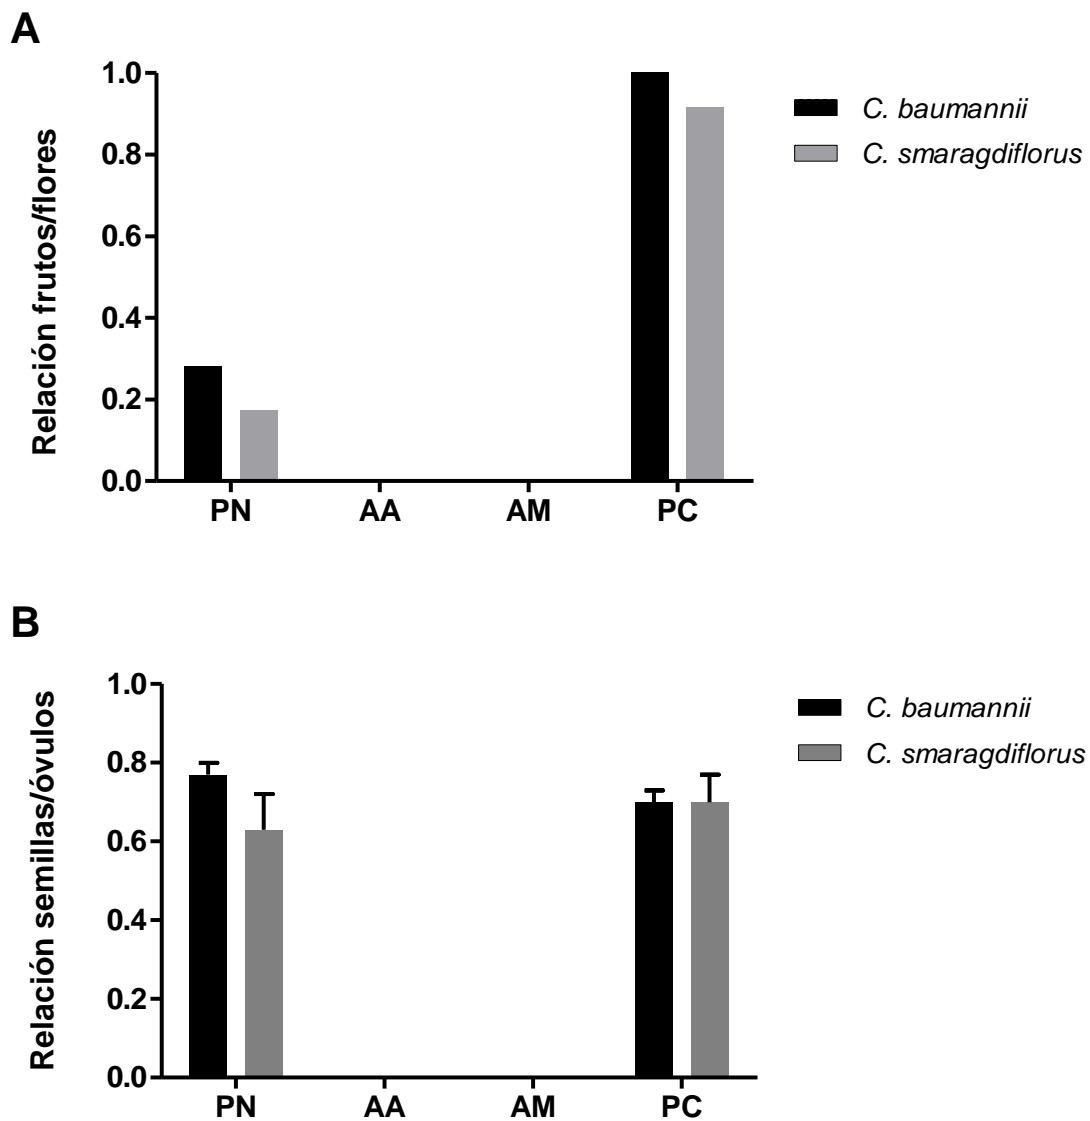 A
Relación frutos/flores
1.0
0.8
0.6
0.4
0.2
0.0
PN AA AM PC
C. baumannii
C. smaragdiflorus
B
Relación semillas/óvulos
1.0
0.8
0.6
0.4
0.2
0.0
PN AA AM PC
C. baumannii
C. smaragdiflorus